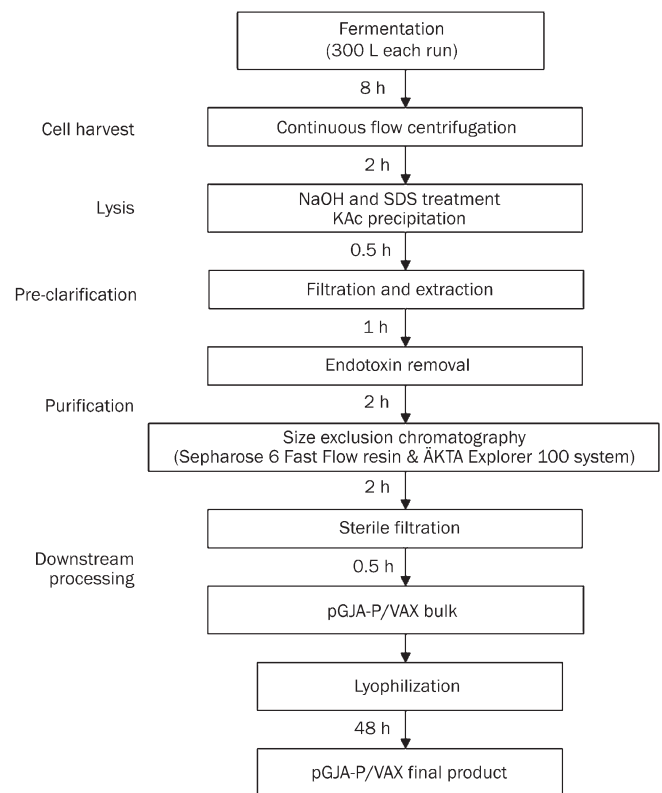 Fermentation
(300 L each run)
8 h
Cell harvest
Continuous flow centrifugation
2 h
Lysis
NaOH and SDS treatment
KAc precipitation
0.5 h
Pre-clarification
Filtration and extraction
1 h
Endotoxin removal
Purification
2 h
Size exclusion chromatography
(Sepharose 6 Fast Flow resin & ÄKTA Explorer 100 system)
2 h
Sterile filtration
Downstream
processing
0.5 h
pGJA-P/VAX bulk
Lyophilization
48 h
pGJA-P/VAX final product